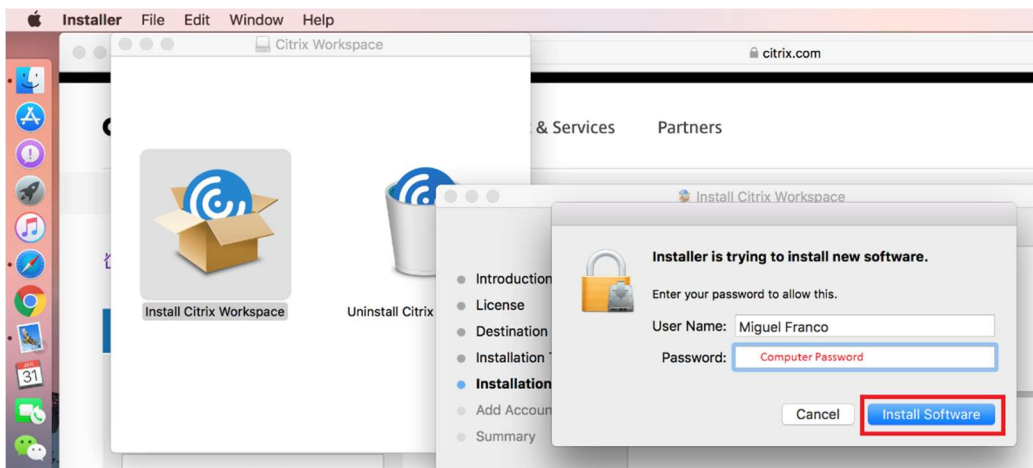 Installer File Edit Window Help
Citrix Workspace
citrix.com
& Services Partners
Install Citrix Workspace
Install Citrix Workspace
Uninstall Citrix
Introduction
License
Destination
Installation
Installation
Add Accoun
Summary
Installer is trying to install new software.
Enter your password to allow this.
User Name: Miguel Franco
Password: Computer Password
Cancel Install Software
31